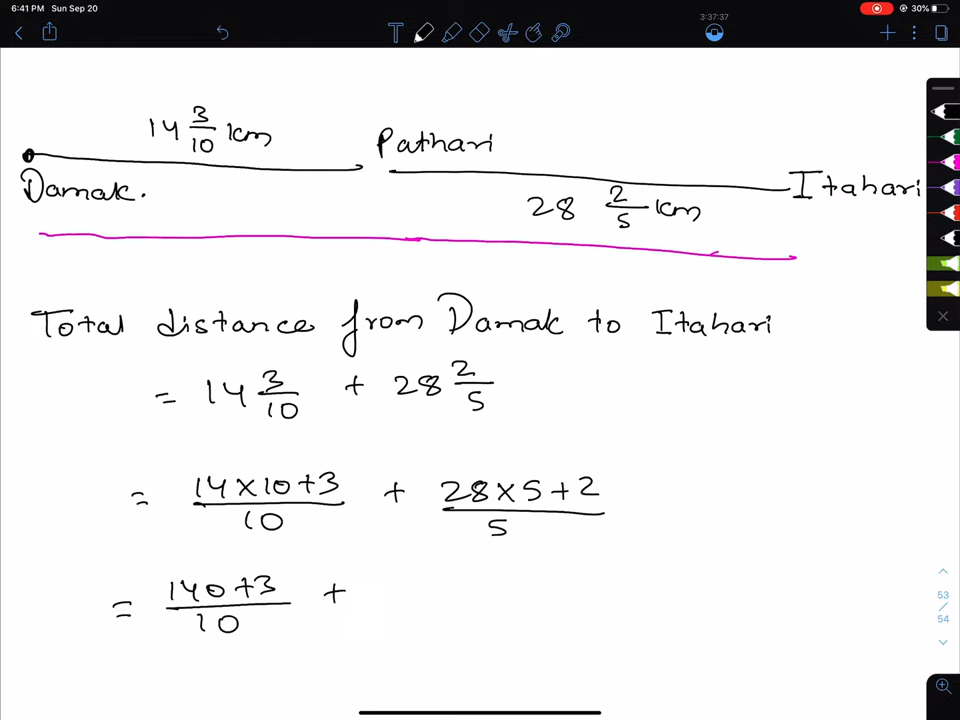 6:41 PM Sun Sep 20 3:37:37 30%
14 3/10 km Pathari
Damak. 28 2/5 km Itahari
Total distance from Damak to Itahari
= 14 3/10 + 28 2/5
= (14×10+3)/10 + (28×5+2)/5
= (140+3)/10 +
53
/
54